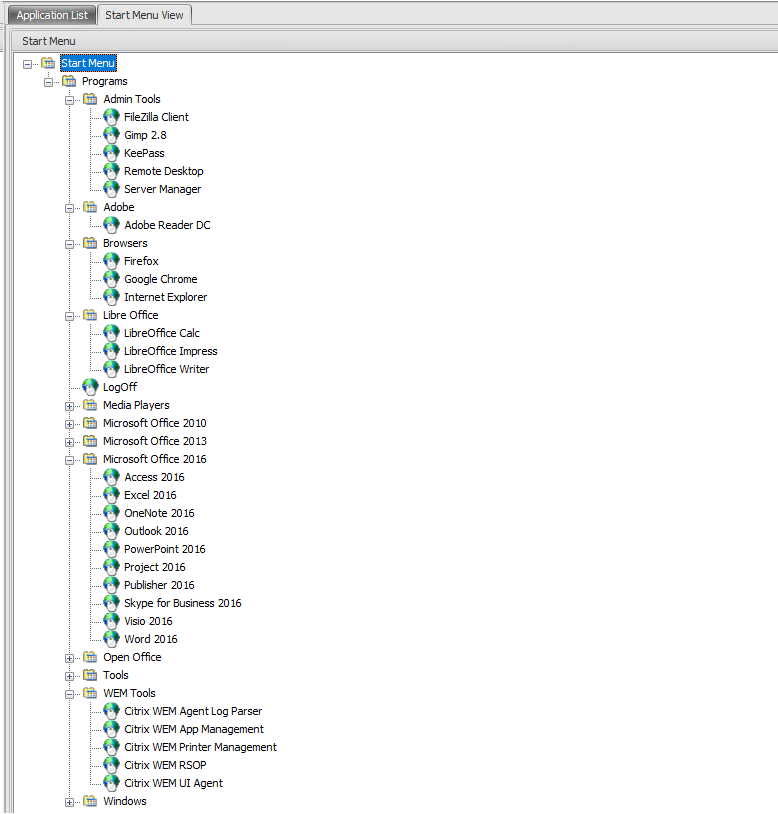 Application List
Start Menu View
Start Menu
Start Menu
Programs
Admin Tools
FileZilla Client
Gimp 2.8
KeePass
Remote Desktop
Server Manager
Adobe
Adobe Reader DC
Browsers
Firefox
Google Chrome
Internet Explorer
Libre Office
LibreOffice Calc
LibreOffice Impress
LibreOffice Writer
LogOff
Media Players
Microsoft Office 2010
Microsoft Office 2013
Microsoft Office 2016
Access 2016
Excel 2016
OneNote 2016
Outlook 2016
PowerPoint 2016
Project 2016
Publisher 2016
Skype for Business 2016
Visio 2016
Word 2016
Open Office
Tools
WEM Tools
Citrix WEM Agent Log Parser
Citrix WEM App Management
Citrix WEM Printer Management
Citrix WEM RSOP
Citrix WEM UI Agent
Windows